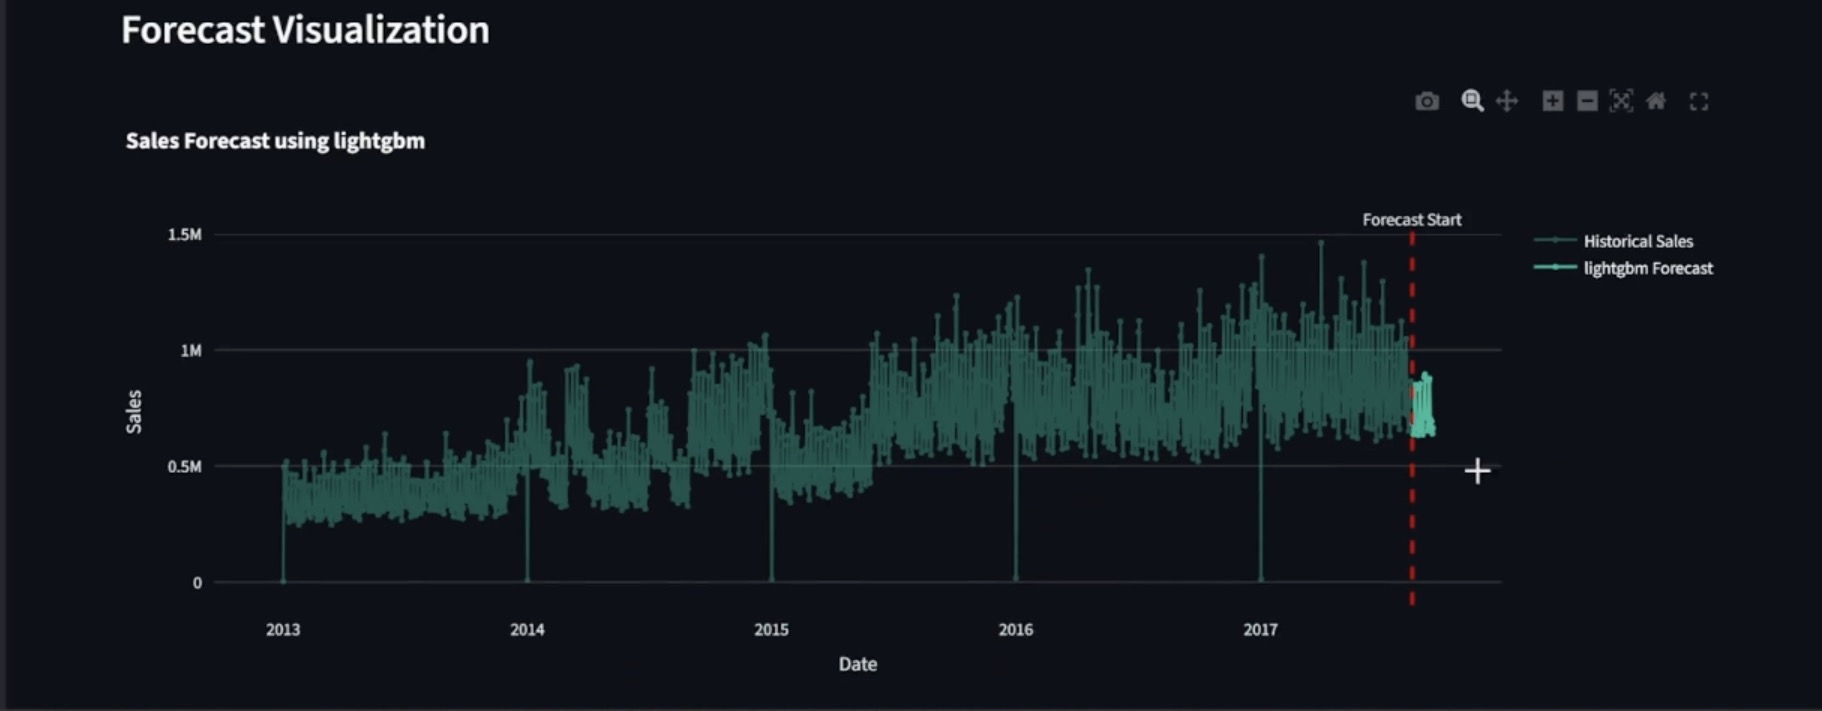 Forecast Visualization
Sales Forecast using lightgbm
Forecast Start
1.5M
1M
0.5M
0
Sales
2013 2014 2015 2016 2017
Date
Historical Sales
lightgbm Forecast